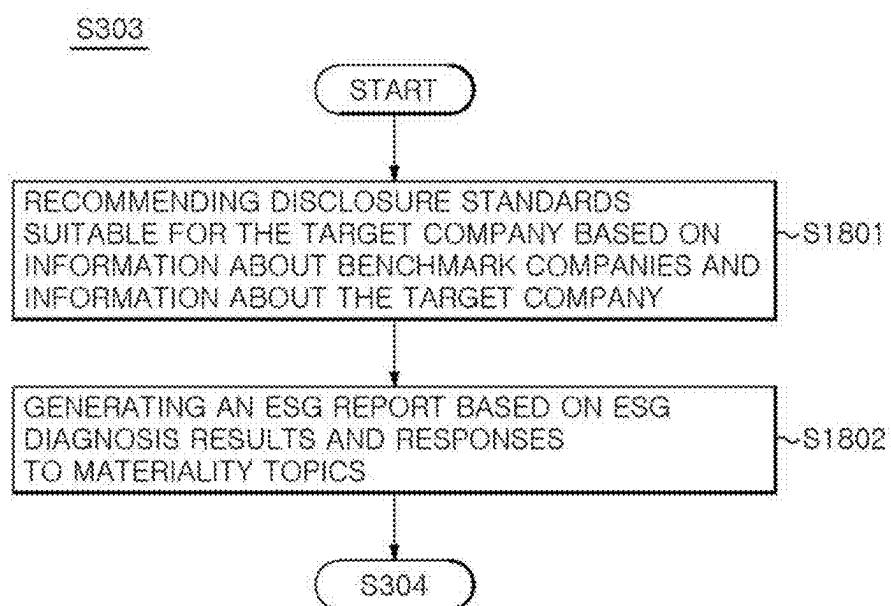 S303
START
RECOMMENDING DISCLOSURE STANDARDS
SUITABLE FOR THE TARGET COMPANY BASED ON
INFORMATION ABOUT BENCHMARK COMPANIES AND
INFORMATION ABOUT THE TARGET COMPANY
S1801
GENERATING AN ESG REPORT BASED ON ESG
DIAGNOSIS RESULTS AND RESPONSES
TO MATERIALITY TOPICS
S1802
S304